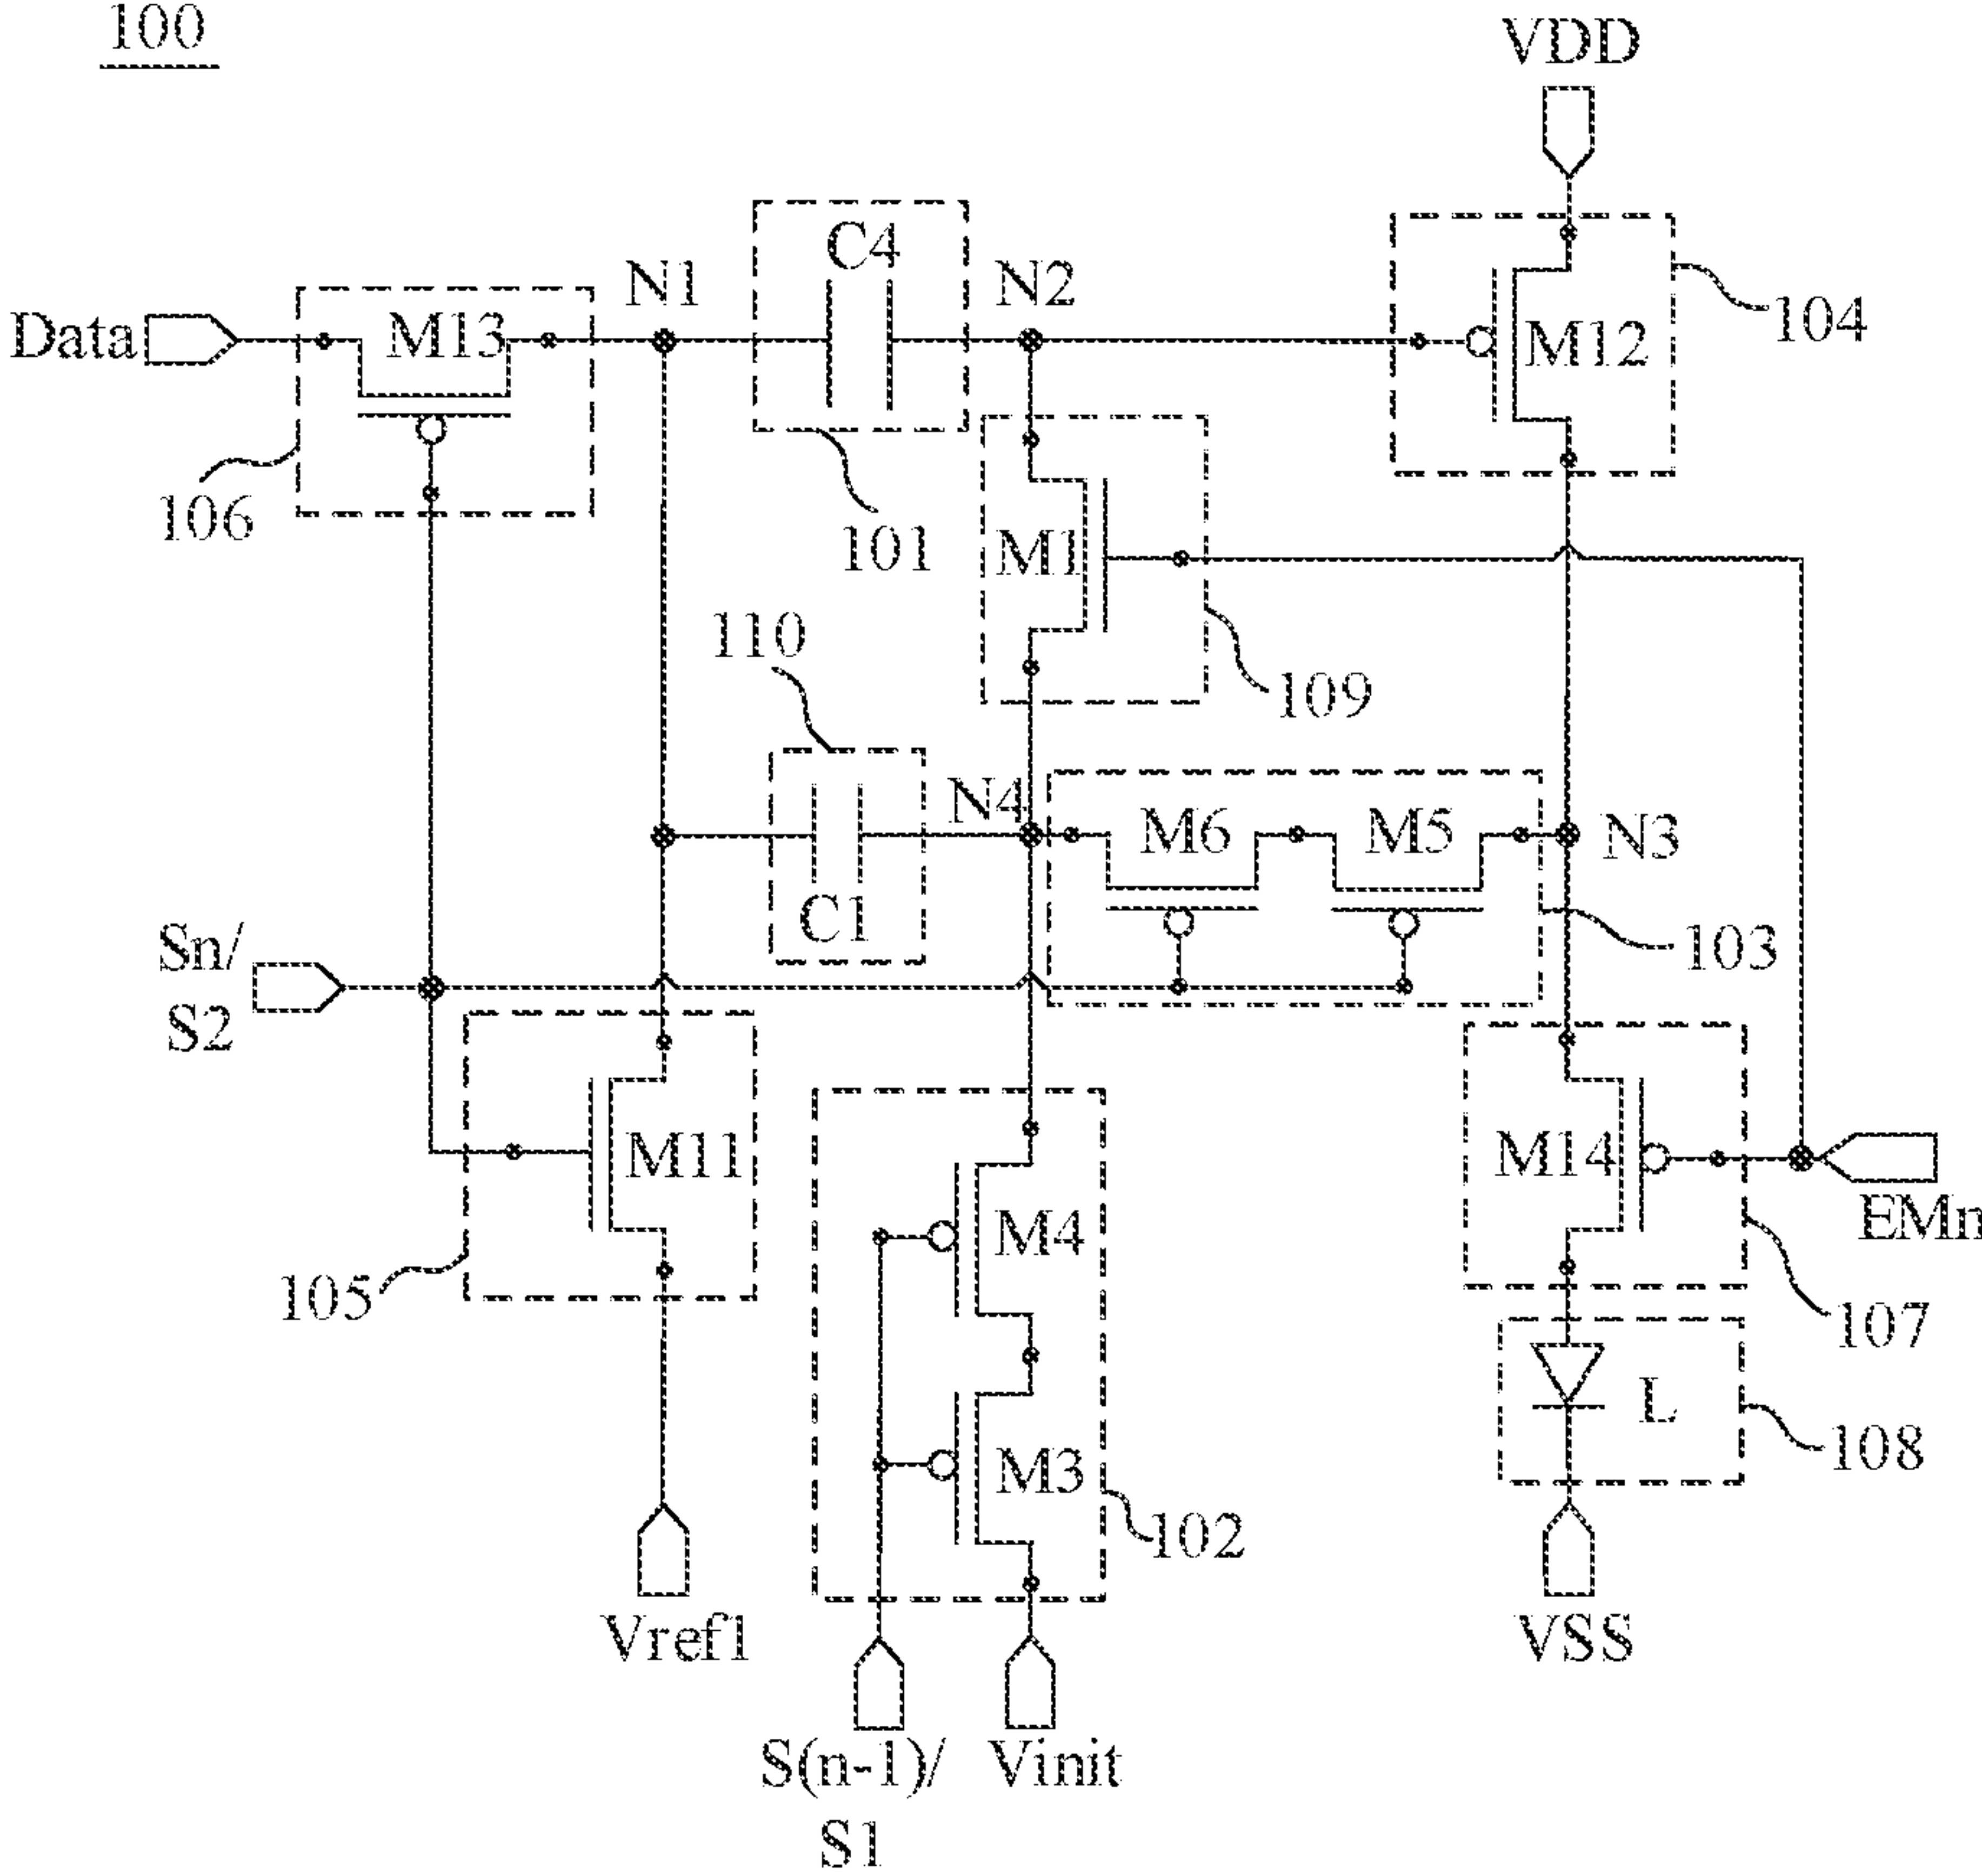 100
VDD
C4
N1
N2
Data
M13
M12
104
106
101
M1
110
109
N4
M6
M5
N3
C1
103
Sn/
S2
M11
M14
M4
EMn
105
107
L
M3
108
102
Vref1
VSS
S(n-1)/
S1
Vinit